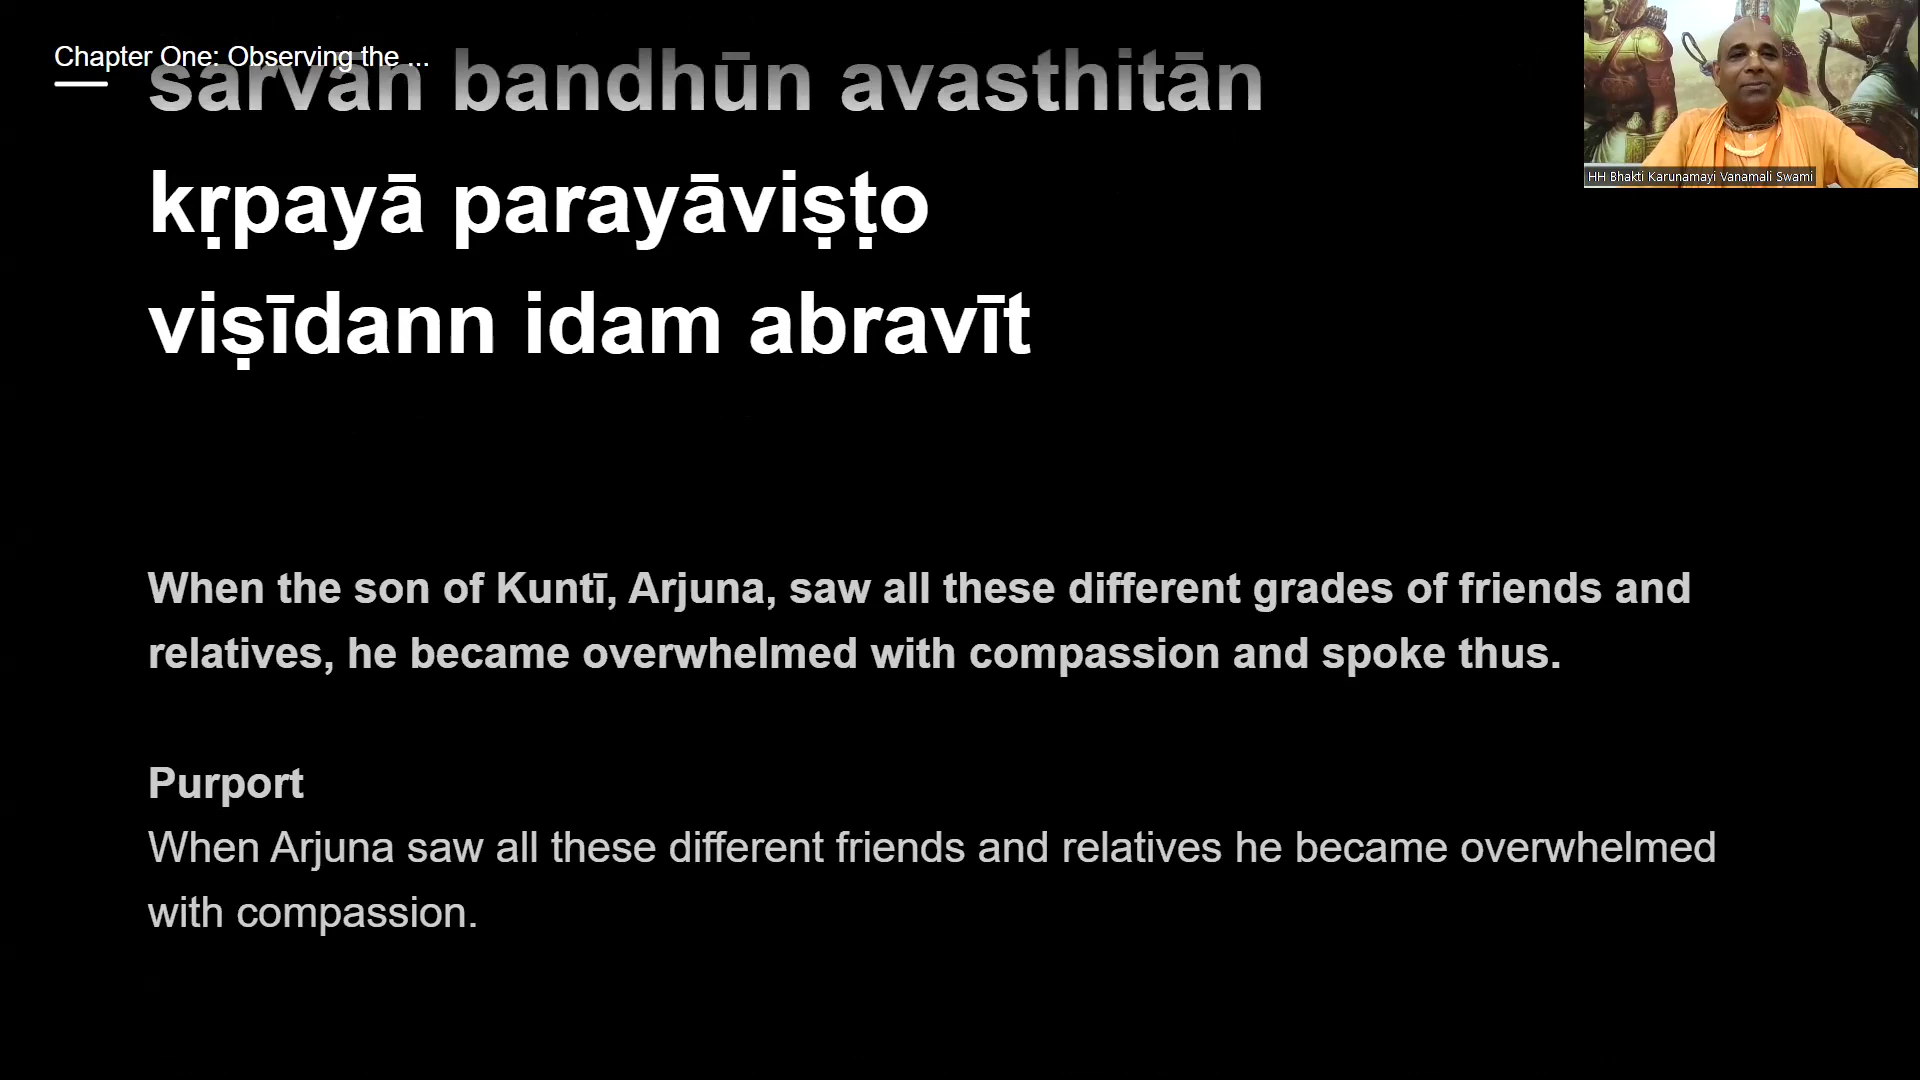 Chapter One: Observing the ...
sarvān bandhūn avasthitān
kṛpayā parayāviṣṭo
viṣīdann idam abravīt
HH Bhakti Karunamayi Vanamali Swami
When the son of Kuntī, Arjuna, saw all these different grades of friends and
relatives, he became overwhelmed with compassion and spoke thus.
Purport
When Arjuna saw all these different friends and relatives he became overwhelmed
with compassion.